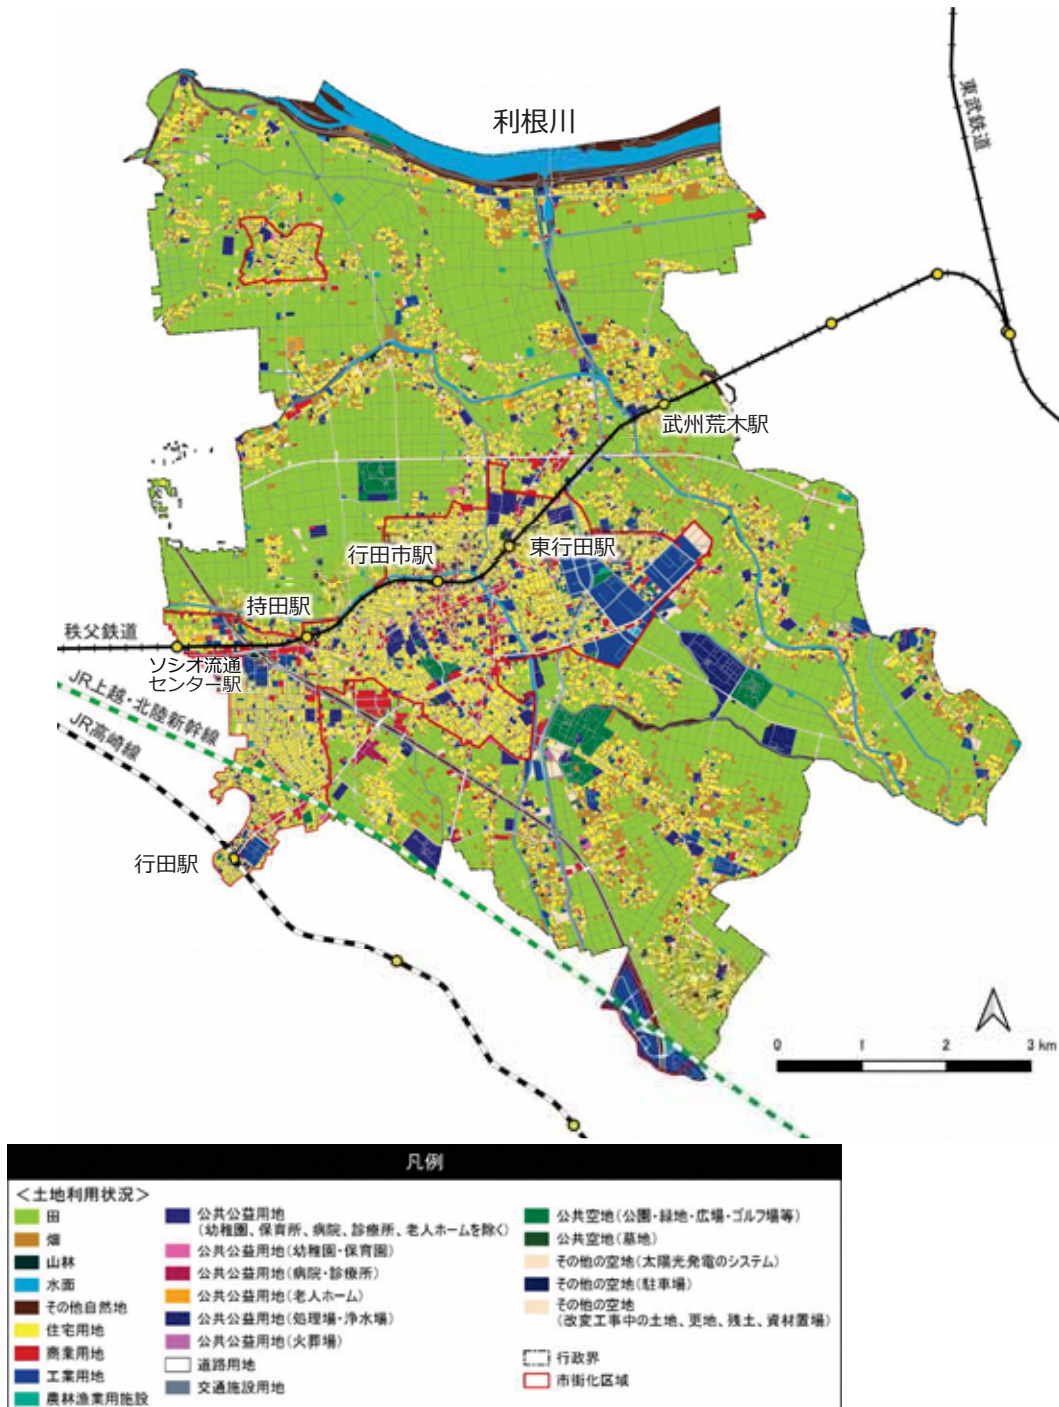 利根川
東武鉄道
武州荒木駅
行田市駅
東行田駅
持田駅
秩父鉄道
ソシオ流通
センター駅
JR上越・北陸新幹線
JR高崎線
行田駅
0 1 2 3 km
凡例
＜土地利用状況＞
田
畑
山林
水面
その他自然地
住宅用地
商業用地
工業用地
農林漁業用施設
公共公益用地
(幼稚園、保育所、病院、診療所、老人ホームを除く)
公共公益用地(幼稚園・保育園)
公共公益用地(病院・診療所)
公共公益用地(老人ホーム)
公共公益用地(処理場・浄水場)
公共公益用地(火葬場)
道路用地
交通施設用地
公共空地(公園・緑地・広場・ゴルフ場等)
公共空地(墓地)
その他の空地(太陽光発電のシステム)
その他の空地(駐車場)
その他の空地
(改変工事中の土地、更地、残土、資材置場)
行政界
市街化区域